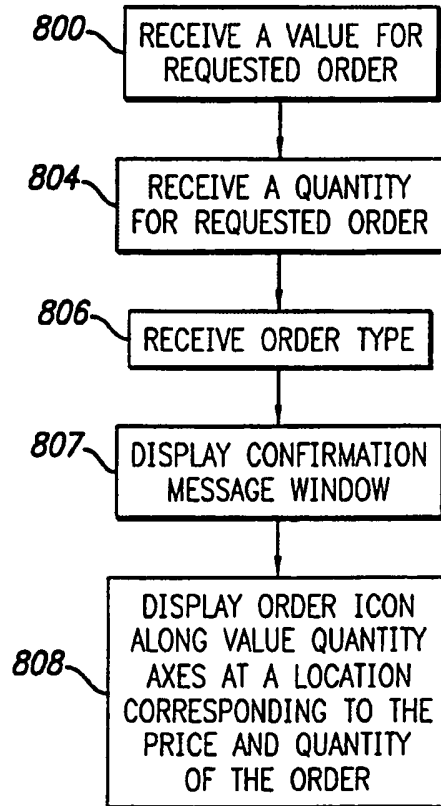 800
RECEIVE A VALUE FOR
REQUESTED ORDER
804
RECEIVE A QUANTITY
FOR REQUESTED ORDER
806
RECEIVE ORDER TYPE
807
DISPLAY CONFIRMATION
MESSAGE WINDOW
808
DISPLAY ORDER ICON
ALONG VALUE QUANTITY
AXES AT A LOCATION
CORRESPONDING TO THE
PRICE AND QUANTITY
OF THE ORDER